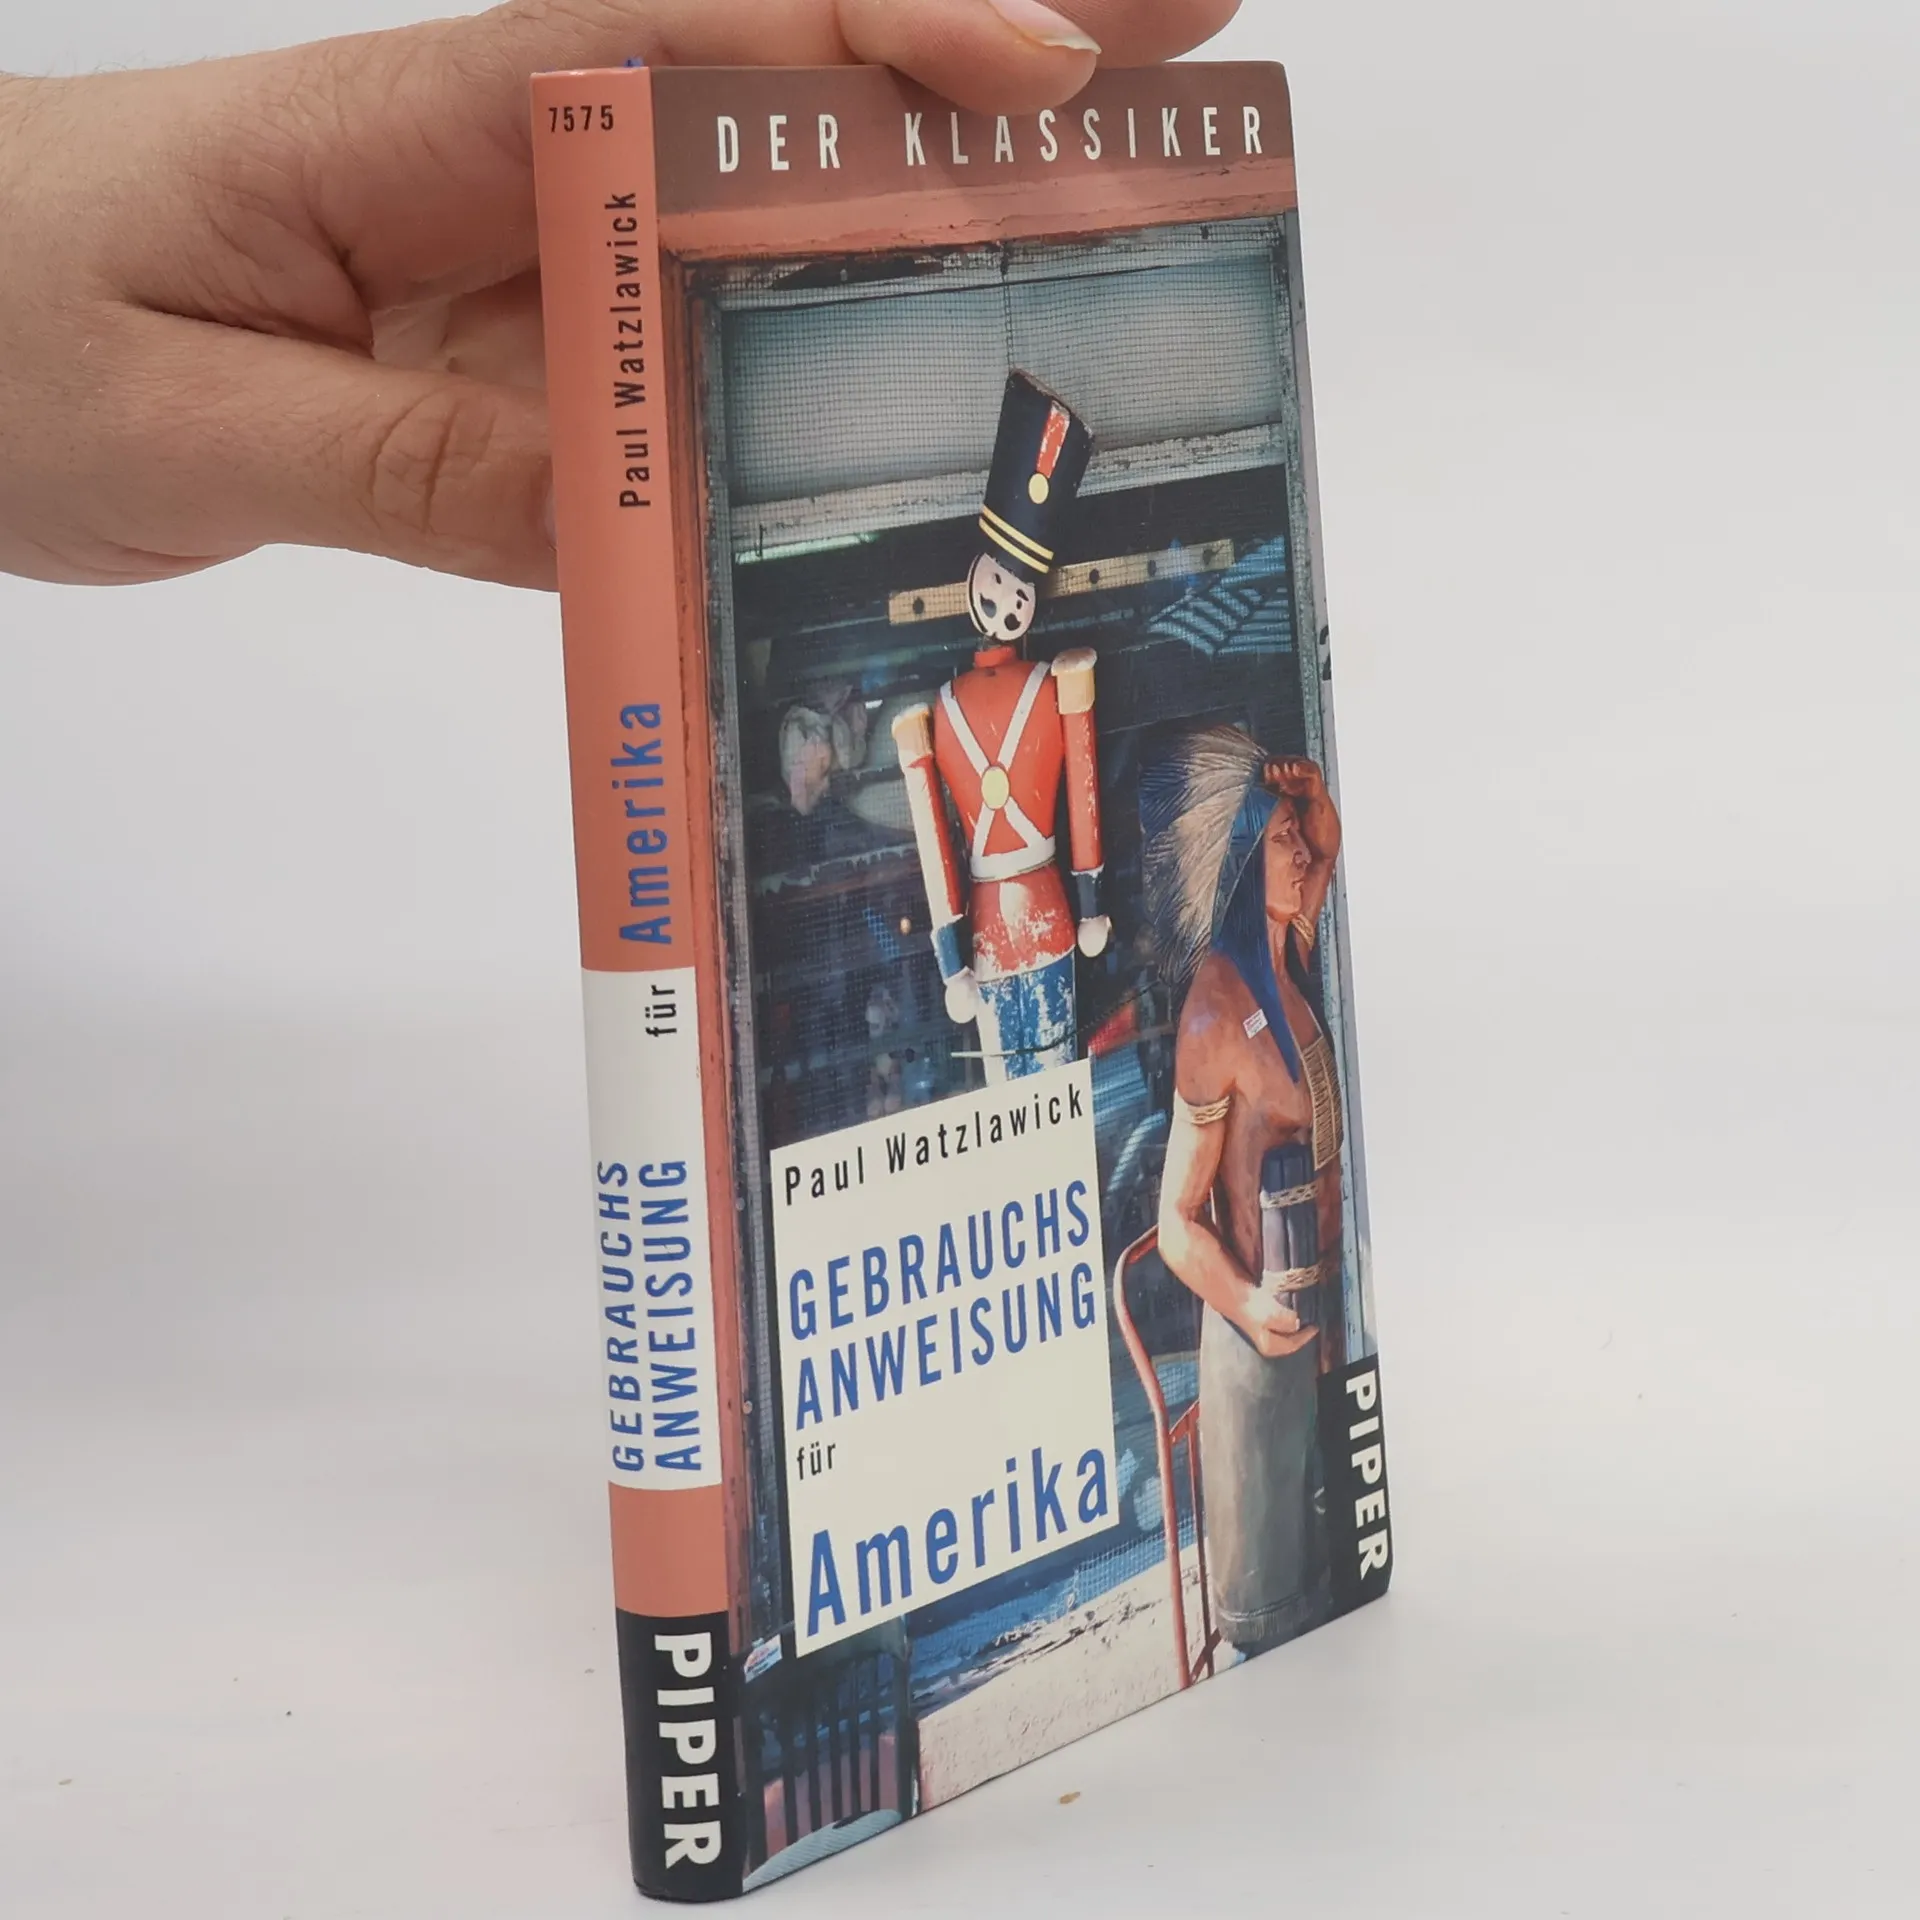 7575
Paul Watzlawick
GEBRAUCHS
ANWEISUNG
für
Amerika
PIPER
DER KLASSIKER
Paul Watzlawick
GEBRAUCHS
ANWEISUNG
für
Amerika
PIPER